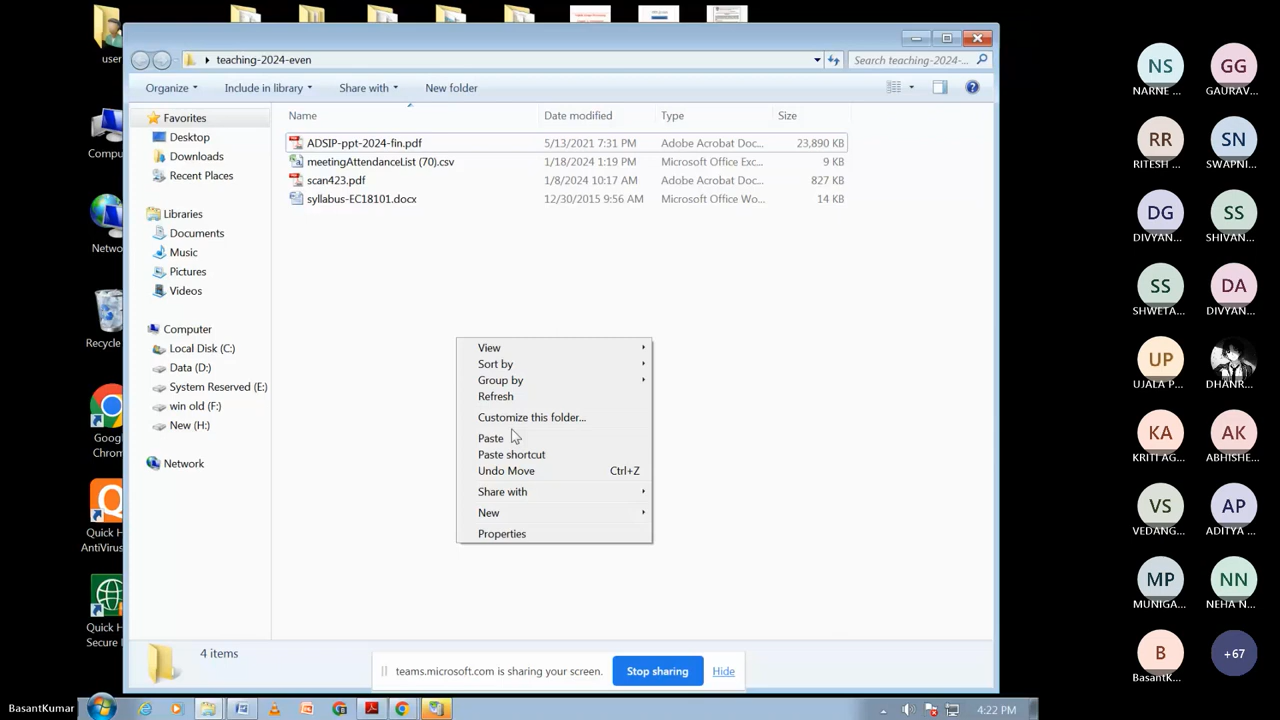 user
Compu
Netwo
Recycle
Goog
Chrom
Quick H
AntiVirus
Quick H
Secure
teaching-2024-even
Search teaching-2024-...
Organize
Include in library
Share with
New folder
Favorites
Desktop
Downloads
Recent Places
Libraries
Documents
Music
Pictures
Videos
Computer
Local Disk (C:)
Data (D:)
System Reserved (E:)
win old (F:)
New (H:)
Network
Name Date modified Type Size
ADSIP-ppt-2024-fin.pdf 5/13/2021 7:31 PM Adobe Acrobat Doc... 23,890 KB
meetingAttendanceList (70).csv 1/18/2024 1:19 PM Microsoft Office Exc... 9 KB
scan423.pdf 1/8/2024 10:17 AM Adobe Acrobat Doc... 827 KB
syllabus-EC18101.docx 12/30/2015 9:56 AM Microsoft Office Wo... 14 KB
View
Sort by
Group by
Refresh
Customize this folder...
Paste
Paste shortcut
Undo Move Ctrl+Z
Share with
New
Properties
4 items
teams.microsoft.com is sharing your screen.
Stop sharing
Hide
BasantKumar
4:22 PM
NS GG
NARNE ... GAURAV...
RR SN
RITESH ... SWAPNI...
DG SS
DIVYAN... SHIVAN...
SS DA
SHWETA... DIVYAN...
UP
UJALA P... DHANR...
KA AK
KRITI AG... ABHISHE...
VS AP
VEDANG... ADITYA ...
MP NN
MUNIGA... NEHA N...
B +67
BasantK...